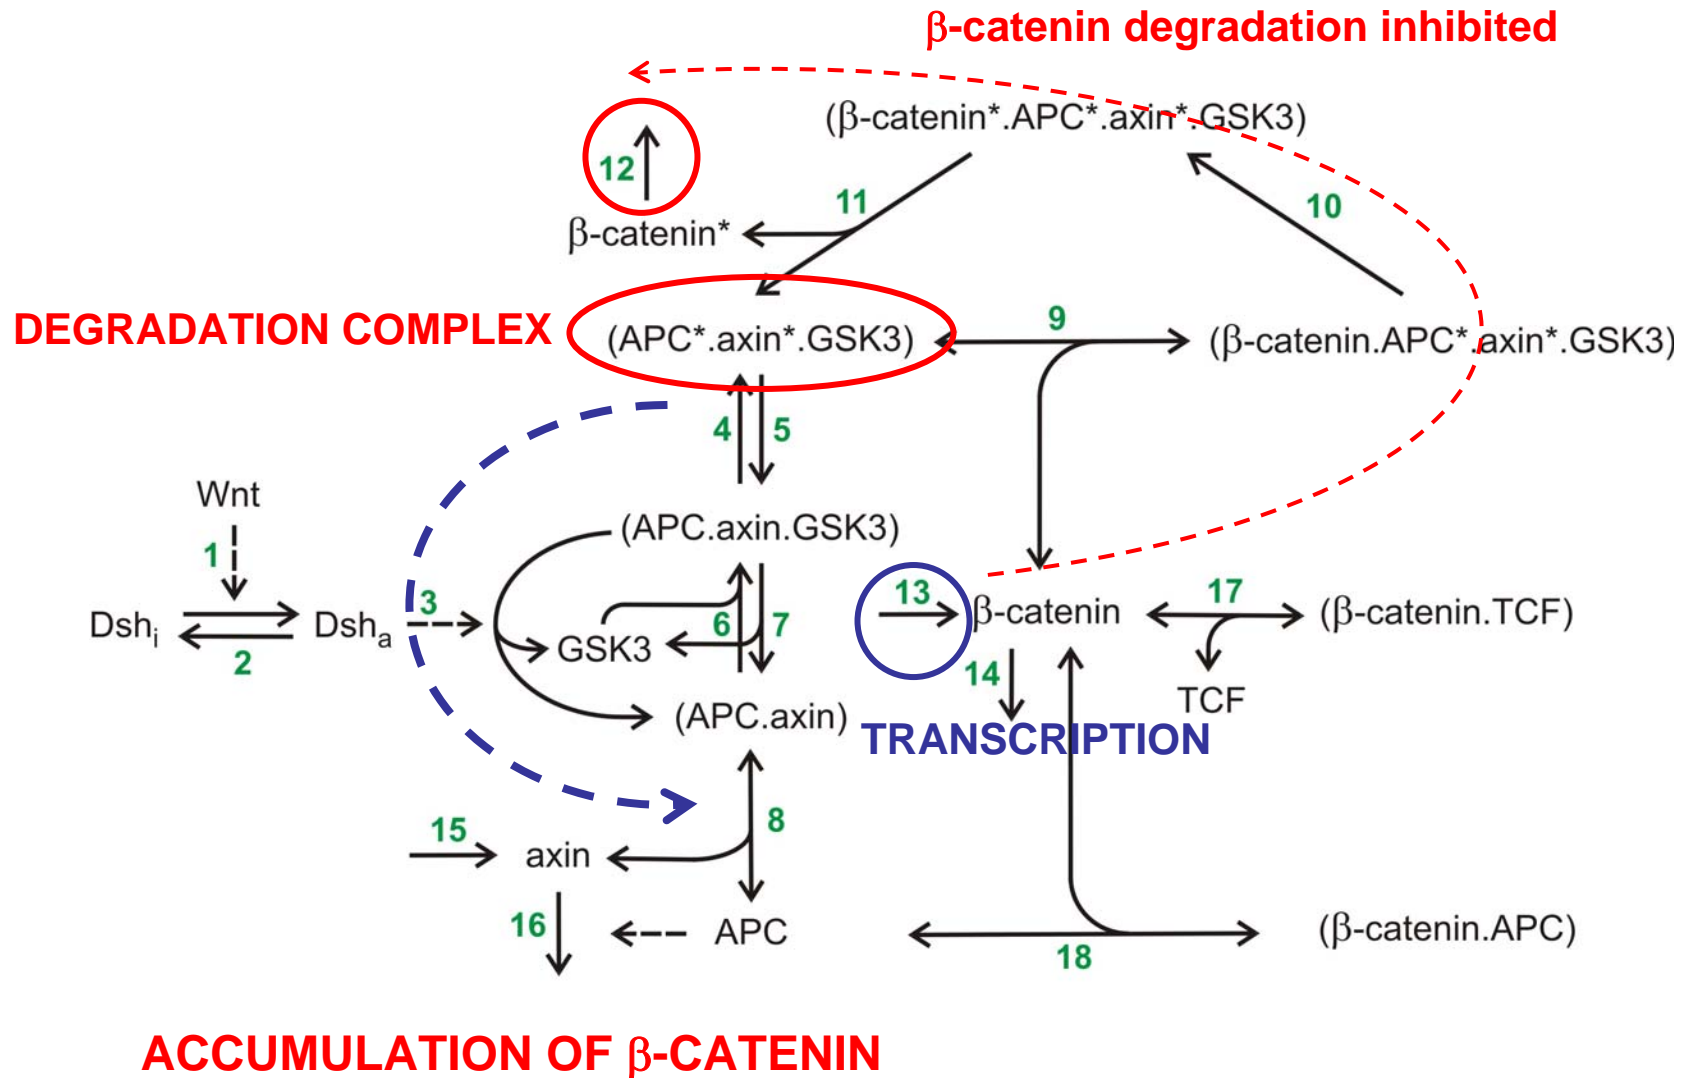 β-catenin degradation inhibited
(β-catenin*.APC*.axin*.GSK3)
12
11
10
β-catenin*
DEGRADATION COMPLEX
(APC*.axin*.GSK3)
9
(β-catenin.APC*.axin*.GSK3)
4
5
Wnt
(APC.axin.GSK3)
1
3
13
17
Dshi
Dsha
β-catenin
(β-catenin.TCF)
GSK3
6
7
2
14
TCF
(APC.axin)
TRANSCRIPTION
15
8
axin
16
APC
(β-catenin.APC)
18
ACCUMULATION OF β-CATENIN